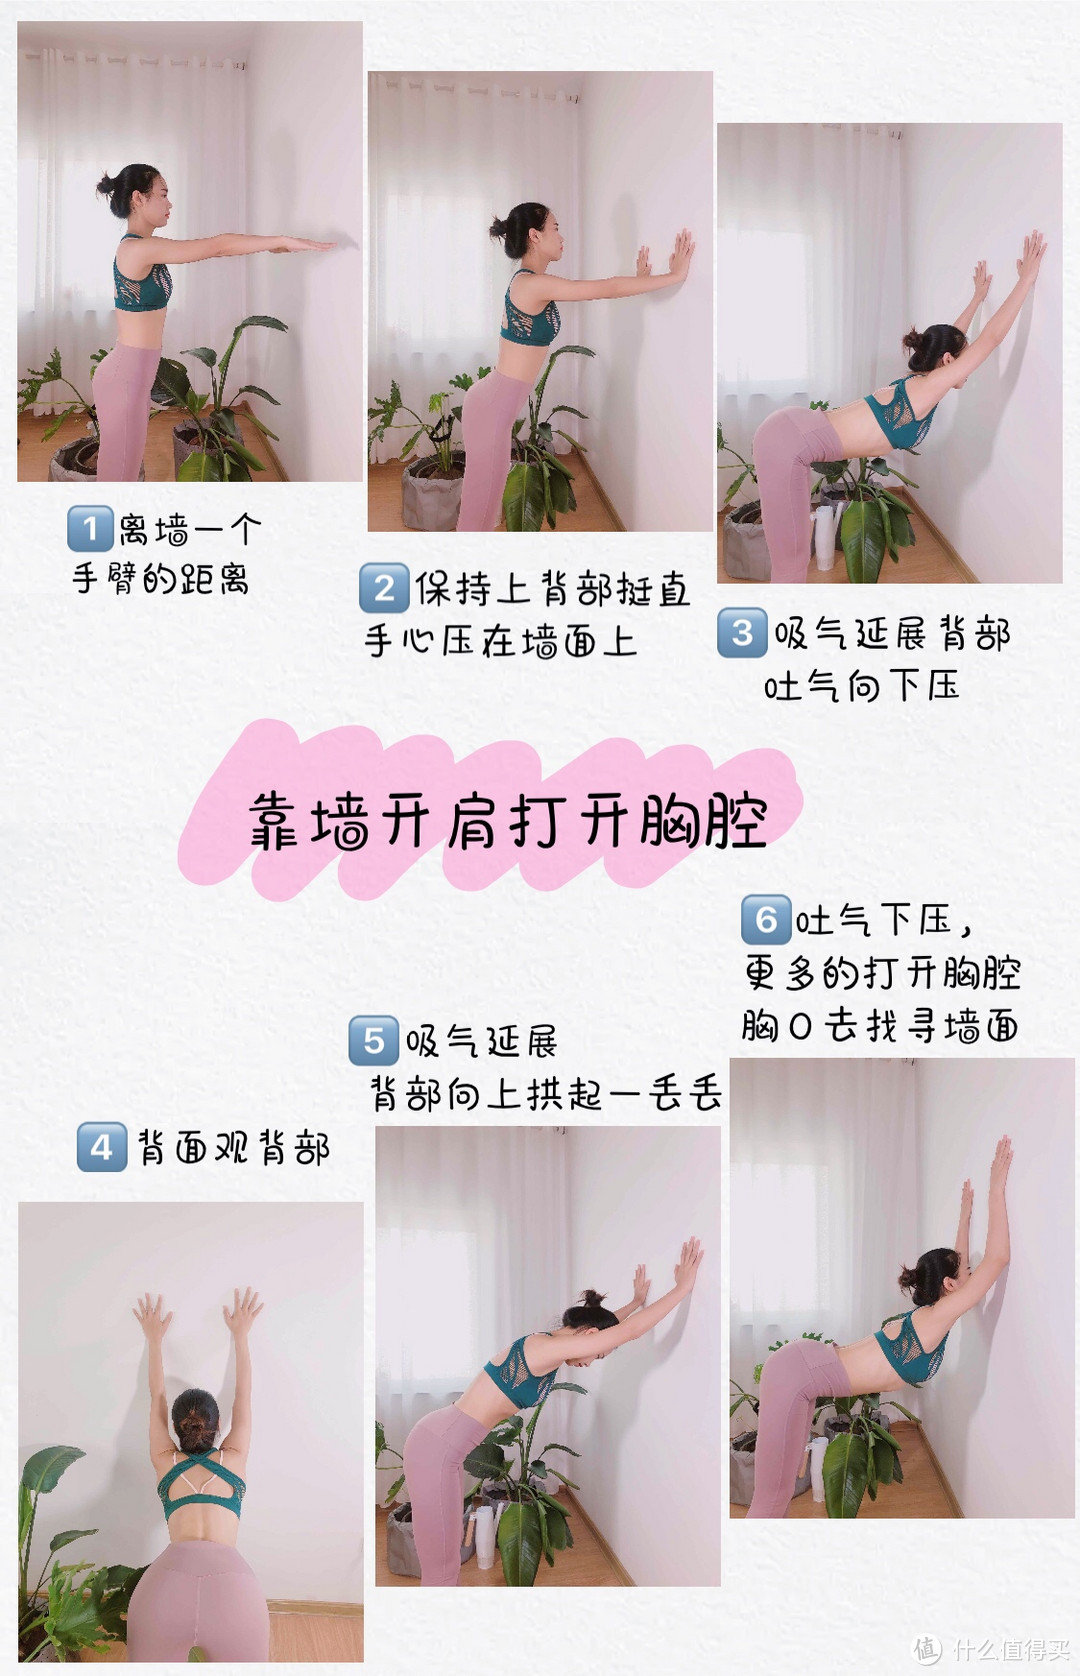 1离墙一个
手臂的距离
2保持上背部挺直
手心压在墙面上
3吸气延展背部
吐气向下压
靠墙开肩打开胸腔
4背面观背部
5吸气延展
背部向上拱起一丢丢
6吐气下压，
更多的打开胸腔
胸口去找寻墙面
值 什么值得买